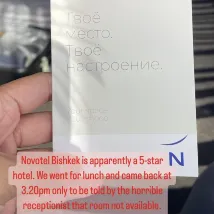 Твоё
место.
Твоё
настроение.
N
Novotel Bishkek is apparently a 5-star
hotel. We went for lunch and came back at
3.20pm only to be told by the horrible
receptionist that room not available.